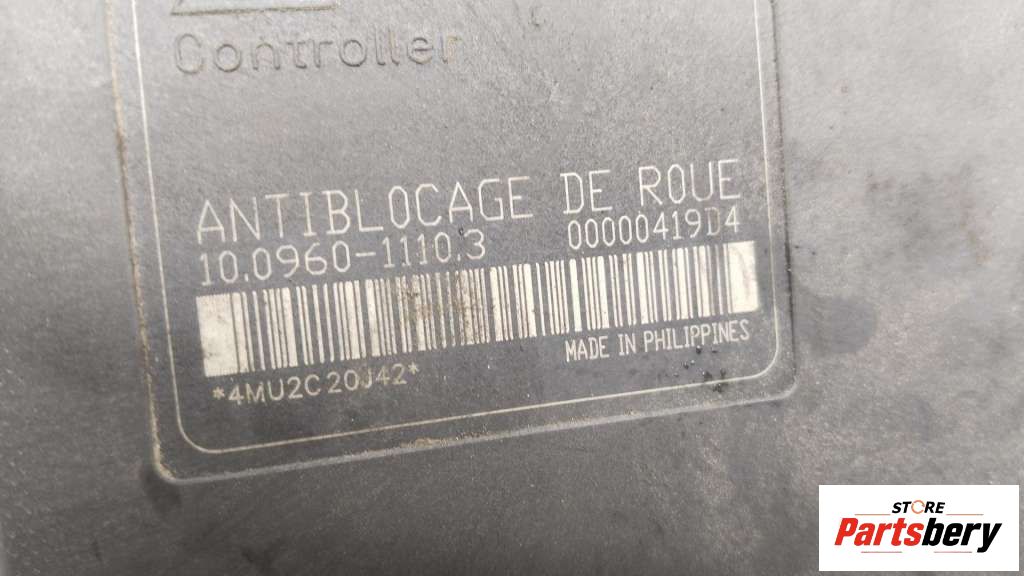 Controller
ANTIBLOCAGE DE ROUE
10.0960-1110.3 00000419D4
MADE IN PHILIPPINES
*4MU2C20J42*
STORE
Partsbery